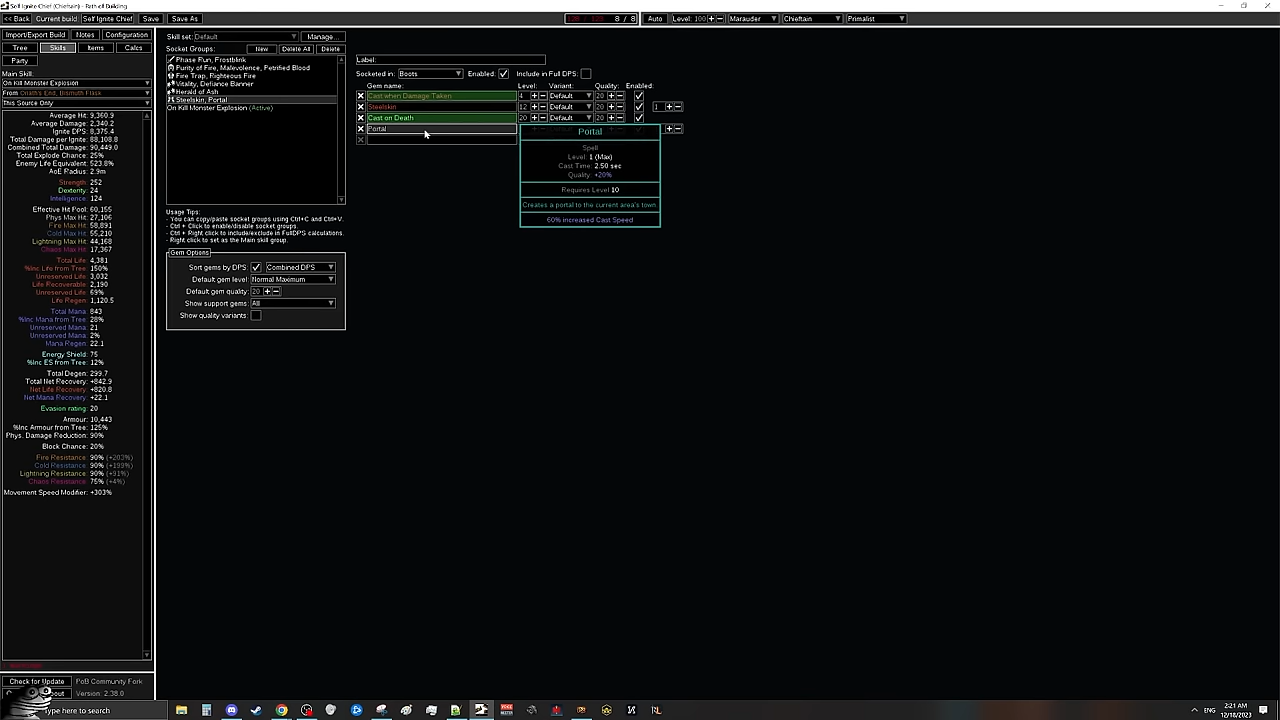 Self Ignite Chief (Chieftain) - Path of Building
<< Back Current build: Self Ignite Chief Save Save As 8 / 8 Auto Level: 100 + - Marauder Chieftain Primalist
Import/Export Build Notes Configuration
Tree Skills Items Calcs
Party
Main Skill:
On Kill Monster Explosion
From Oriath's End, Bismuth Flask
This Source Only
Average Hit: 9,360.9
Average Damage: 2,340.2
Ignite DPS: 8,375.4
Total Damage per Ignite: 88,108.8
Combined Total Damage: 90,449.0
Total Explode Chance: 25%
Enemy Life Equivalent: 523.8%
AoE Radius: 2.9m
Strength: 252
Dexterity: 24
Intelligence: 124
Effective Hit Pool: 60,155
Phys Max Hit: 27,106
Fire Max Hit: 58,891
Cold Max Hit: 55,210
Lightning Max Hit: 44,168
Chaos Max Hit: 17,367
Total Life: 4,381
%Inc Life from Tree: 150%
Unreserved Life: 3,032
Life Recoverable: 2,190
Unreserved Life: 69%
Life Regen: 1,120.5
Total Mana: 843
%Inc Mana from Tree: 28%
Unreserved Mana: 21
Unreserved Mana: 2%
Mana Regen: 22.1
Energy Shield: 75
%Inc ES from Tree: 12%
Total Degen: 299.7
Total Net Recovery: +842.9
Net Life Recovery: +820.8
Net Mana Recovery: +22.1
Evasion rating: 20
Armour: 10,443
%Inc Armour from Tree: 125%
Phys. Damage Reduction: 90%
Block Chance: 20%
Fire Resistance: 90% (+203%)
Cold Resistance: 90% (+199%)
Lightning Resistance: 90% (+91%)
Chaos Resistance: 75% (+4%)
Movement Speed Modifier: +303%
Check for Update PoB Community Fork
Version: 2.38.0
Skill set: Default Manage...
Socket Groups: New Delete All Delete
Phase Run, Frostblink
Purity of Fire, Malevolence, Petrified Blood
Fire Trap, Righteous Fire
Vitality, Defiance Banner
Herald of Ash
Steelskin, Portal
On Kill Monster Explosion (Active)
Usage Tips:
- You can copy/paste socket groups using Ctrl+C and Ctrl+V.
- Ctrl + Click to enable/disable socket groups.
- Ctrl + Right click to include/exclude in FullDPS calculations.
- Right click to set as the Main skill group.
Gem Options
Sort gems by DPS: Combined DPS
Default gem level: Normal Maximum
Default gem quality: 20 + -
Show support gems: All
Show quality variants:
Label:
Socketed in: Boots Enabled: Include in Full DPS:
Gem name: Level: Variant: Quality: Enabled:
Cast when Damage Taken 4 + - Default 20 + -
Steelskin 12 + - Default 20 + - 1 + -
Cast on Death 20 + - Default 20 + -
Portal
Portal
Spell
Level: 1 (Max)
Cast Time: 2.50 sec
Quality: +20%
Requires Level 10
Creates a portal to the current area's town
60% increased Cast Speed
Type here to search
ENG
2:21 AM
12/18/2023